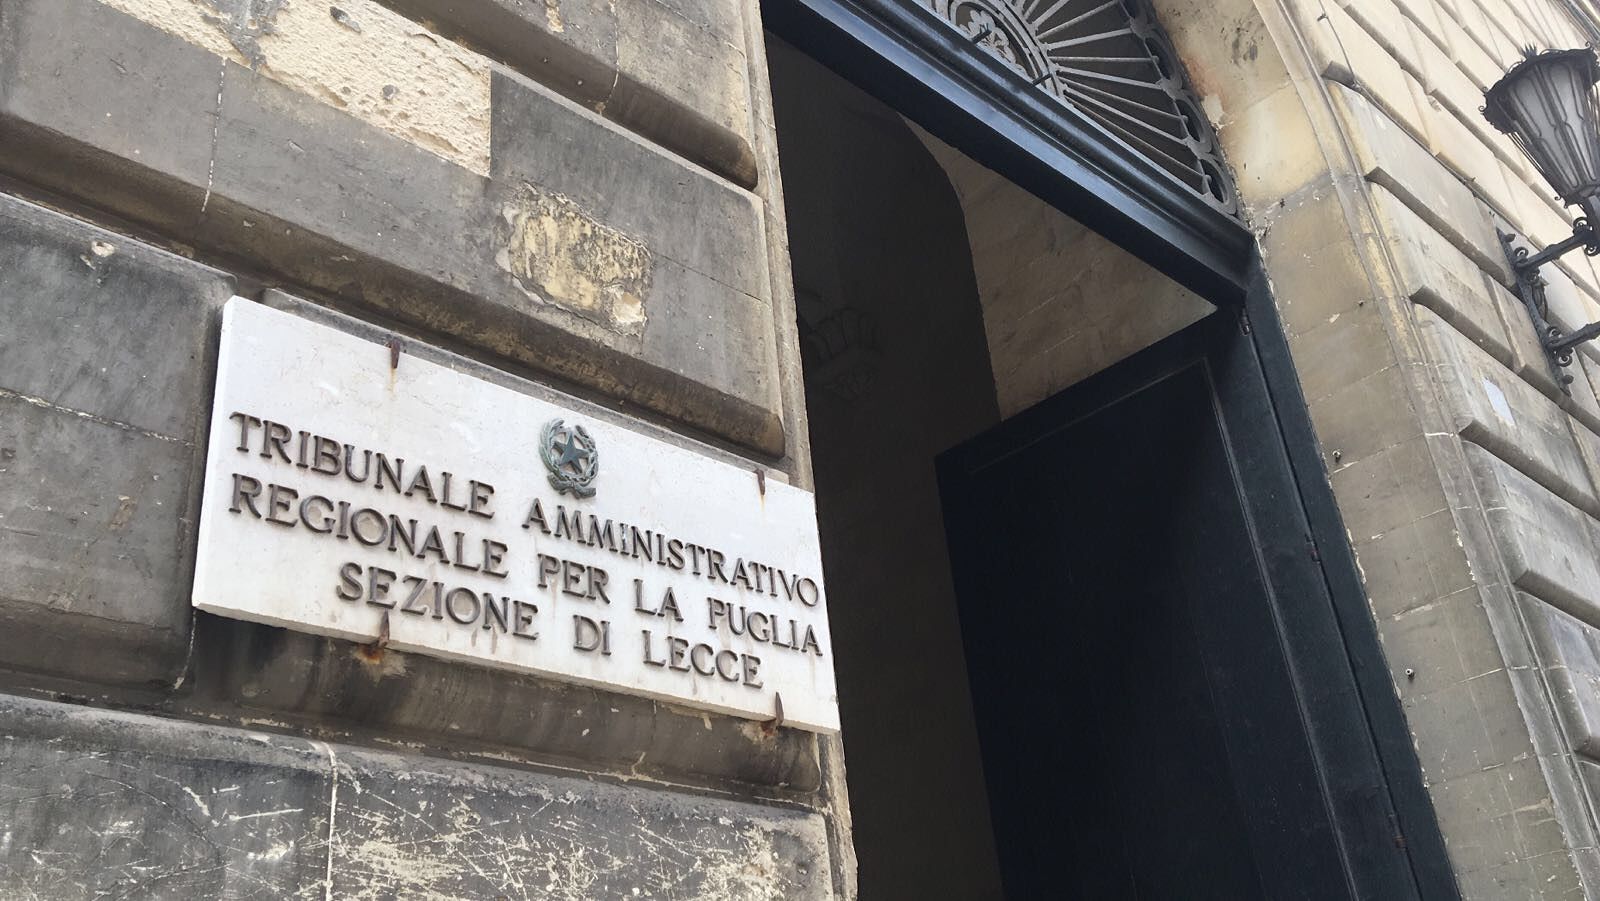 TRIBUNALE AMMINISTRATIVO
REGIONALE PER LA PUGLIA
SEZIONE DI LECCE